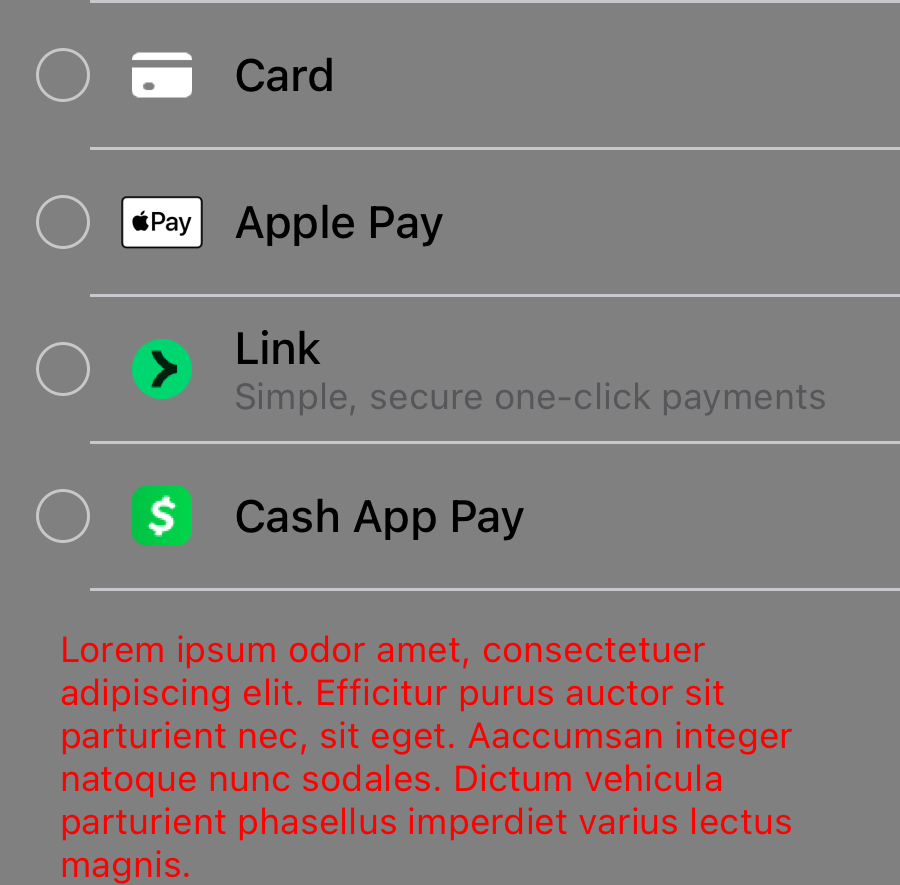 Card
Pay
Apple Pay
Link
Simple, secure one-click payments
$
Cash App Pay
Lorem ipsum odor amet, consectetuer
adipiscing elit. Efficitur purus auctor sit
parturient nec, sit eget. Aaccumsan integer
natoque nunc sodales. Dictum vehicula
parturient phasellus imperdiet varius lectus
magnis.